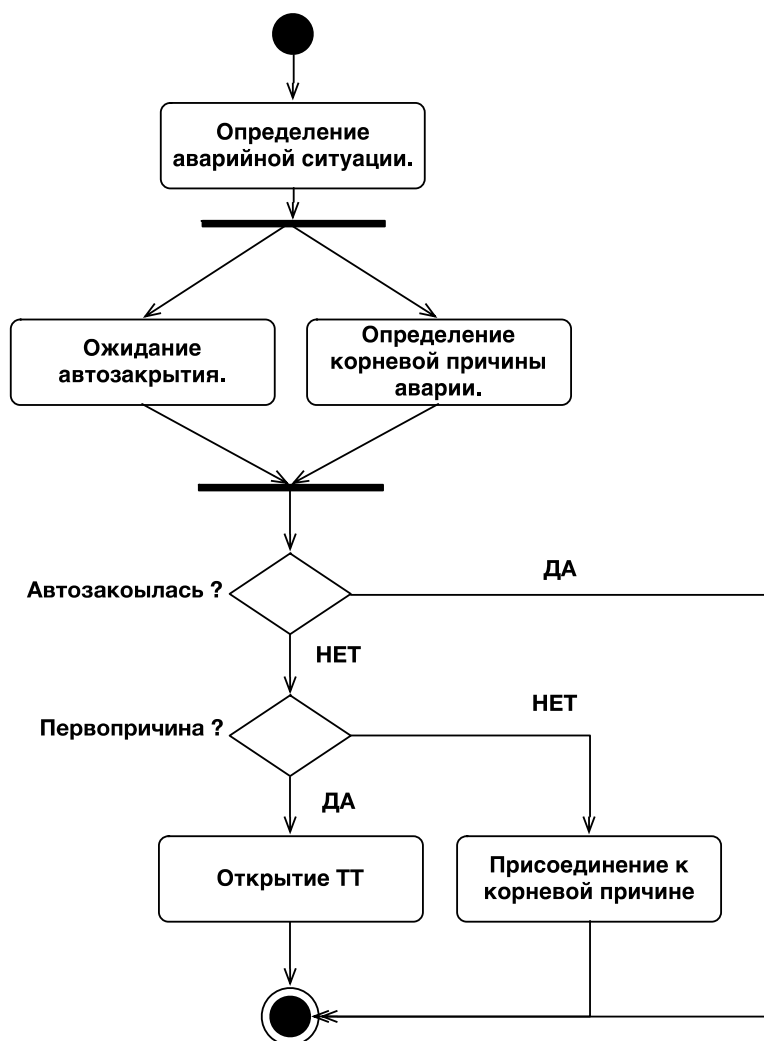 Определение
аварийной ситуации.
Ожидание
автозакрытия.
Определение
корневой причины
аварии.
Автозакоылась ?
ДА
НЕТ
Первопричина ?
НЕТ
ДА
Открытие ТТ
Присоединение к
корневой причине